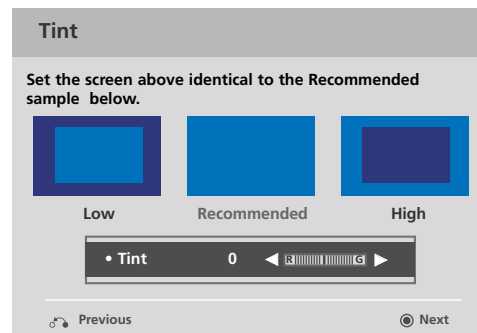 Tint
Set the screen above identical to the Recommended
sample below.
Low Recommended High
• Tint 0 R G
Previous Next